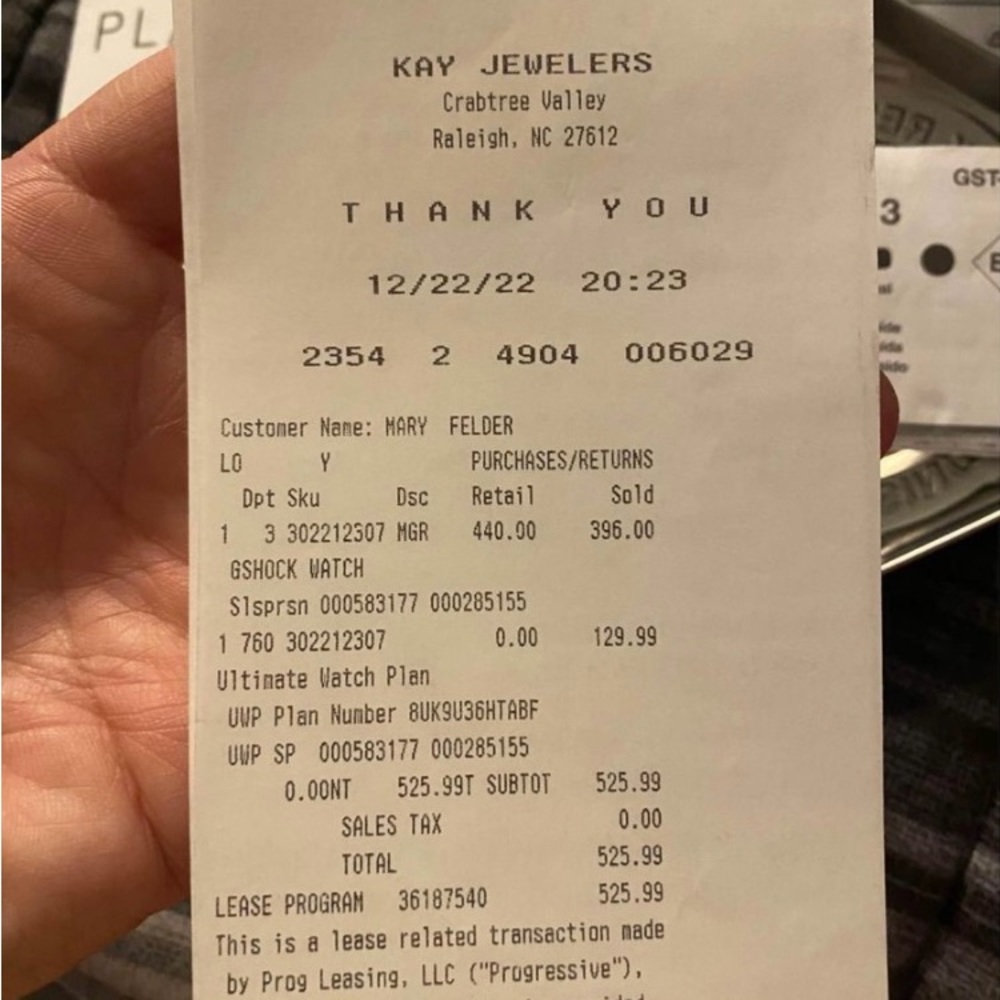 KAY JEWELERS
Crabtree Valley
Raleigh, NC 27612
THANK YOU
12/22/22 20:23
2354 2 4904 006029
Customer Name: MARY FELDER
LO Y PURCHASES/RETURNS
Dpt Sku Dsc Retail Sold
1 3 302212307 MGR 440.00 396.00
GSHOCK WATCH
Slsprsn 000583177 000285155
1 760 302212307 0.00 129.99
Ultimate Watch Plan
UWP Plan Number 8UK9U36HTABF
UWP SP 000583177 000285155
0.00NT 525.99T SUBTOT 525.99
SALES TAX 0.00
TOTAL 525.99
LEASE PROGRAM 36187540 525.99
This is a lease related transaction made
by Prog Leasing, LLC ("Progressive"),
PL
GST-
3